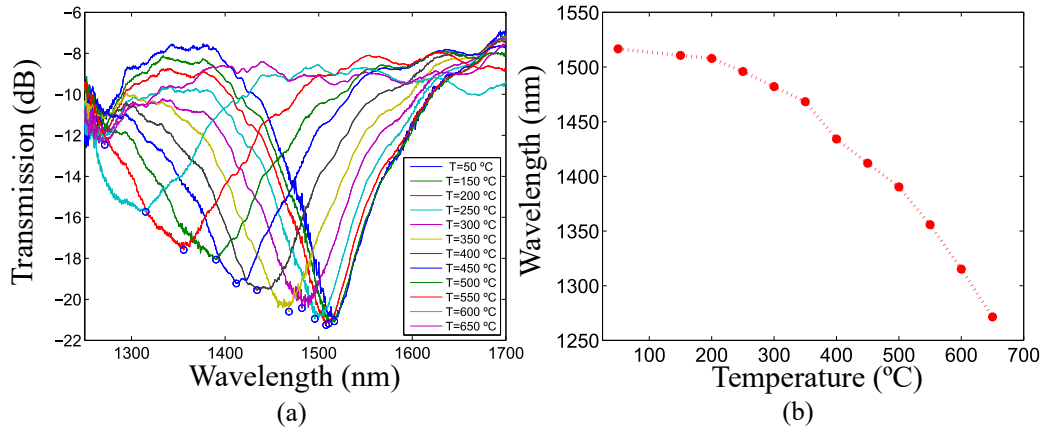 Transmission (dB)
−6
−8
−10
−12
−14
−16
−18
−20
−22
1300
1400
1500
1600
1700
Wavelength (nm)
T=50 ºC
T=150 ºC
T=200 ºC
T=250 ºC
T=300 ºC
T=350 ºC
T=400 ºC
T=450 ºC
T=500 ºC
T=550 ºC
T=600 ºC
T=650 ºC
(a)
Wavelength (nm)
1550
1500
1450
1400
1350
1300
1250
100
200
300
400
500
600
700
Temperature (ºC)
(b)